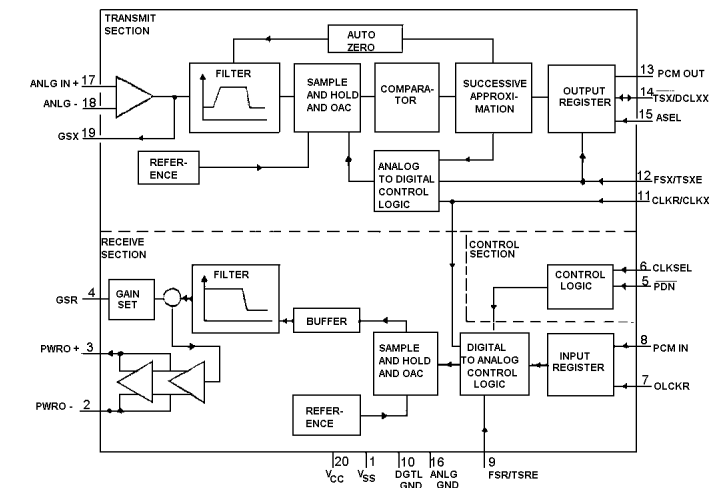 TRANSMIT
SECTION
AUTO
ZERO
13 PCM OUT
ANLG IN + 17
FILTER
SAMPLE
AND HOLD
AND OAC
COMPARA-
TOR
SUCCESSIVE
APPROXI-
MATION
OUTPUT
REGISTER
14 TSX/DCLXX
ANLG - 18
15 ASEL
GSX 19
REFER-
ENCE
ANALOG
TO DIGITAL
CONTROL
LOGIC
12 FSX/TSXE
11 CLKR/CLKX
RECEIVE
SECTION
CONTROL
SECTION
FILTER
CONTROL
LOGIC
6 CLKSEL
5 PDN
GSR 4
GAIN
SET
BUFFER
PWRO + 3
SAMPLE
AND HOLD
AND OAC
DIGITAL
TO ANALOG
CONTROL
LOGIC
INPUT
REGISTER
8 PCM IN
7 OLCKR
PWRO - 2
REFER-
ENCE
20 1 10 16 9
VCC VSS DGTL
GND ANLG
GND FSR/TSRE